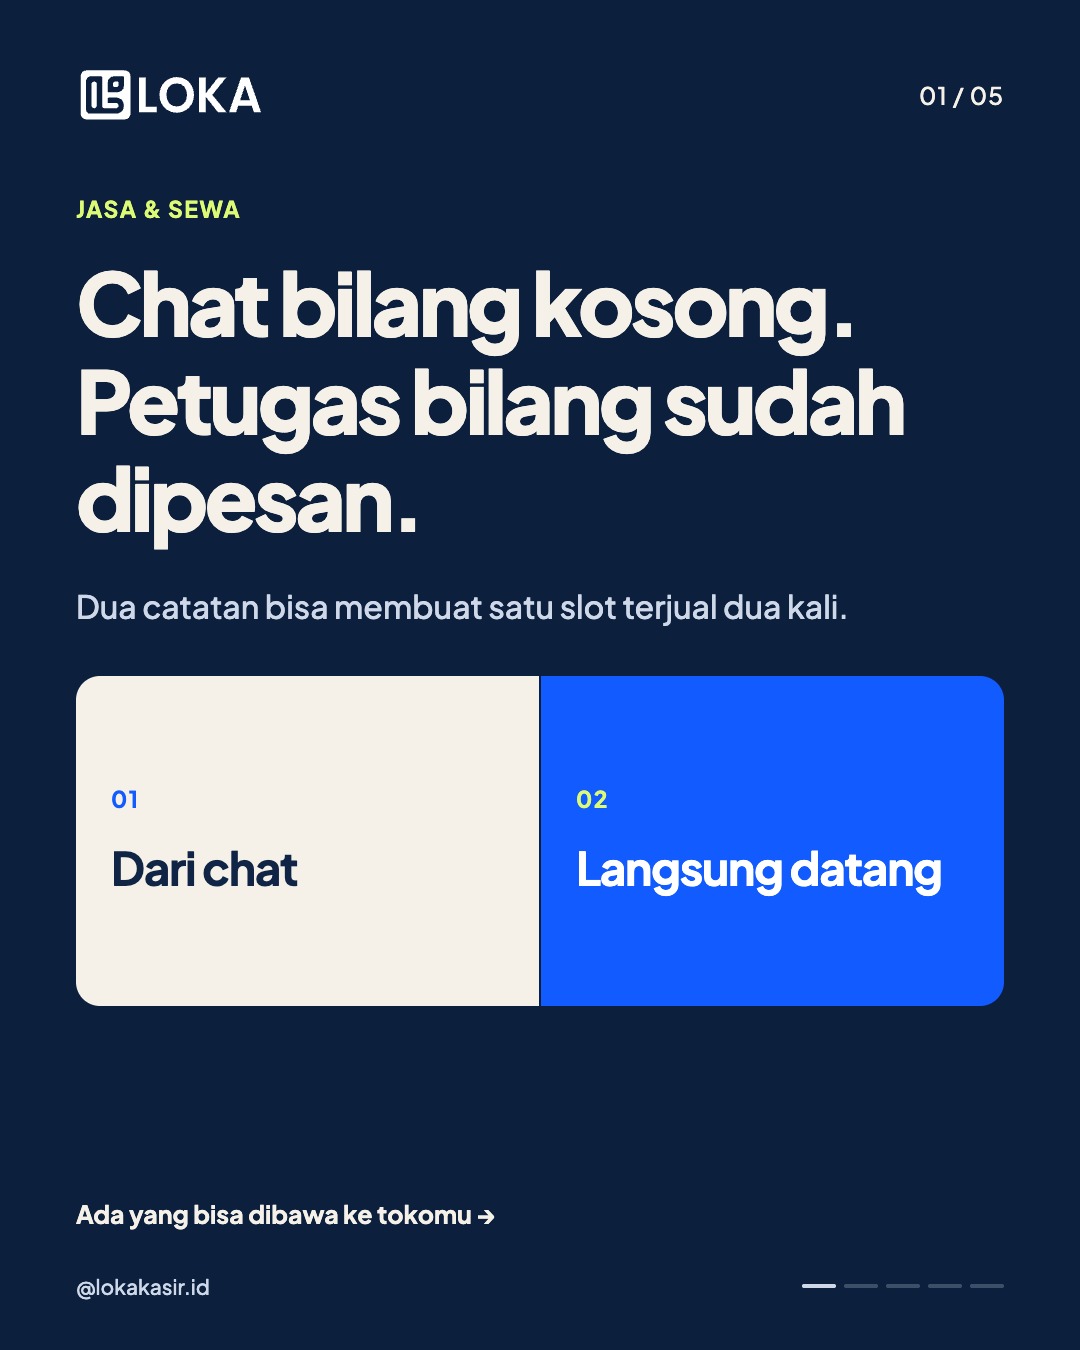 LOKA
01 / 05
JASA & SEWA
Chat bilang kosong.
Petugas bilang sudah
dipesan.
Dua catatan bisa membuat satu slot terjual dua kali.
01
Dari chat
02
Langsung datang
Ada yang bisa dibawa ke tokomu →
@lokakasir.id